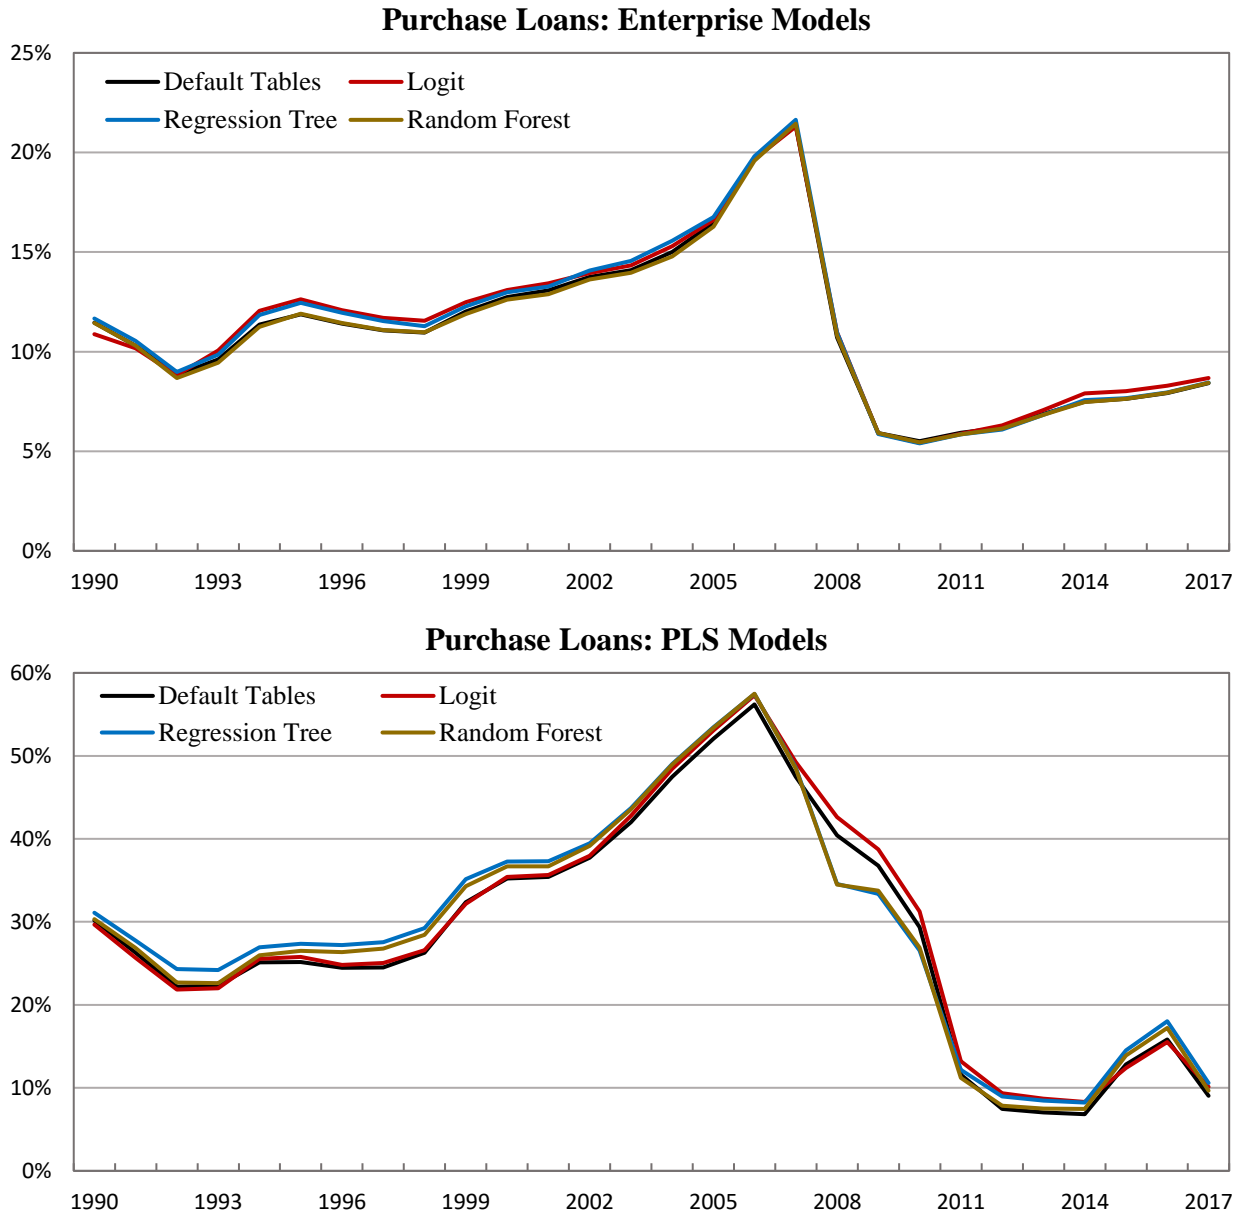 Purchase Loans: Enterprise Models
25%
Default Tables Logit
Regression Tree Random Forest
20%
15%
10%
5%
0%
1990 1993 1996 1999 2002 2005 2008 2011 2014 2017
Purchase Loans: PLS Models
60%
Default Tables Logit
Regression Tree Random Forest
50%
40%
30%
20%
10%
0%
1990 1993 1996 1999 2002 2005 2008 2011 2014 2017